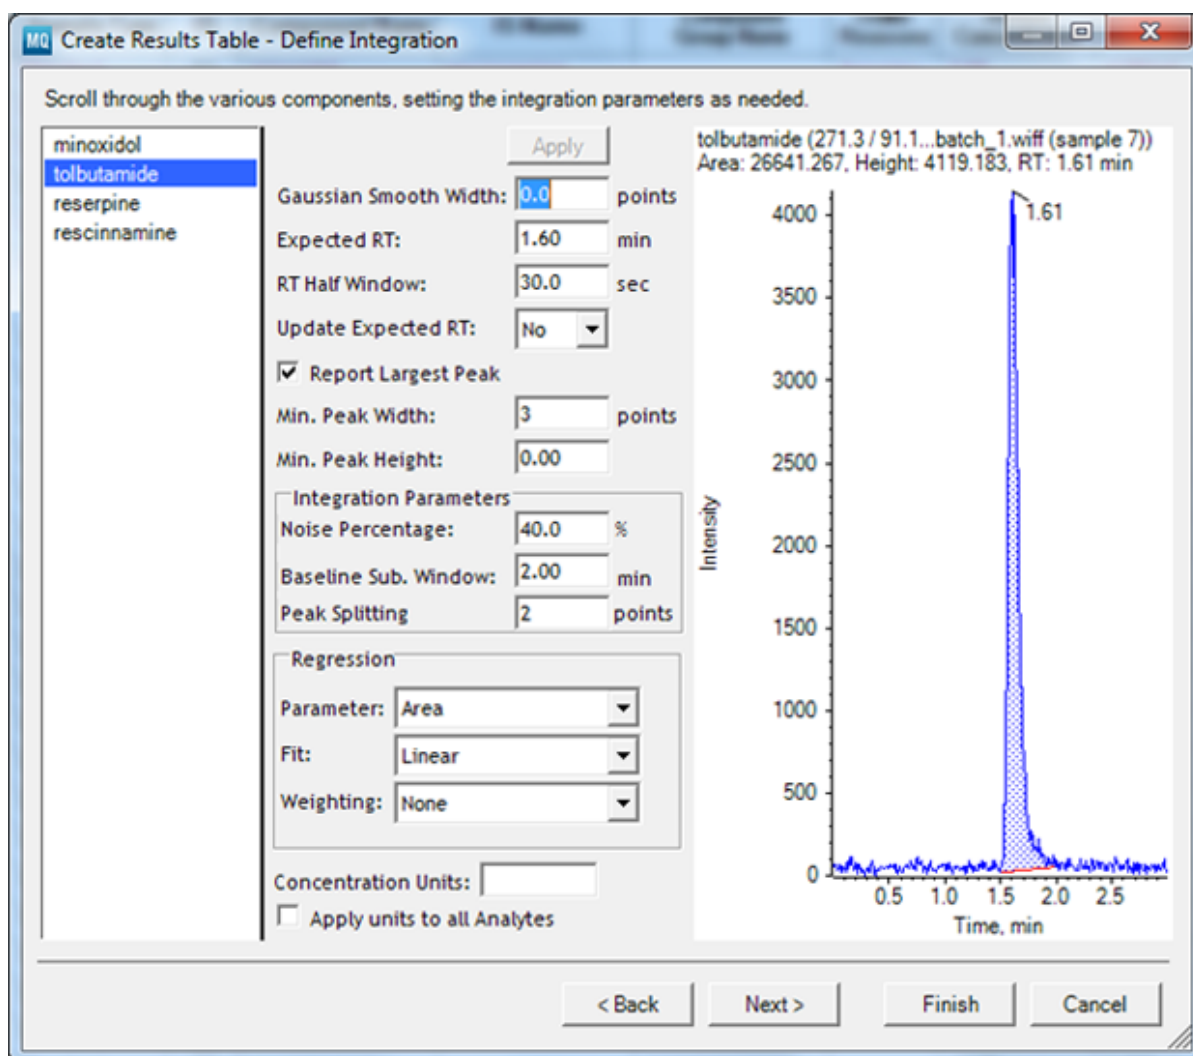 MQ Create Results Table - Define Integration
Scroll through the various components, setting the integration parameters as needed.
minoxidol
tolbutamide
reserpine
rescinnamine
Apply
Gaussian Smooth Width: 0.0 points
Expected RT: 1.60 min
RT Half Window: 30.0 sec
Update Expected RT: No
Report Largest Peak
Min. Peak Width: 3 points
Min. Peak Height: 0.00
Integration Parameters
Noise Percentage: 40.0 %
Baseline Sub. Window: 2.00 min
Peak Splitting 2 points
Regression
Parameter: Area
Fit: Linear
Weighting: None
Concentration Units:
Apply units to all Analytes
tolbutamide (271.3 / 91.1...batch_1.wiff (sample 7))
Area: 26641.267, Height: 4119.183, RT: 1.61 min
1.61
4000
3500
3000
2500
2000
1500
1000
500
0
Intensity
0.5 1.0 1.5 2.0 2.5
Time, min
< Back Next > Finish Cancel